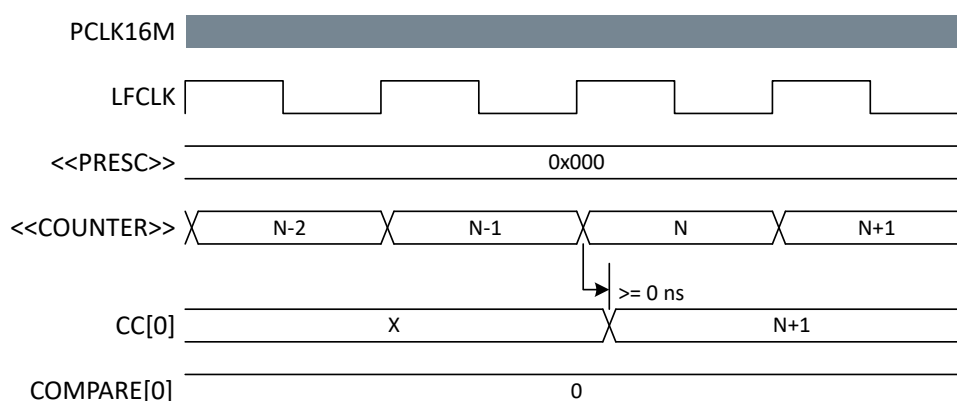 PCLK16M
LFCLK
<<PRESC>> 0x000
<<COUNTER>> N-2 N-1 N N+1
>= 0 ns
CC[0] X N+1
COMPARE[0] 0